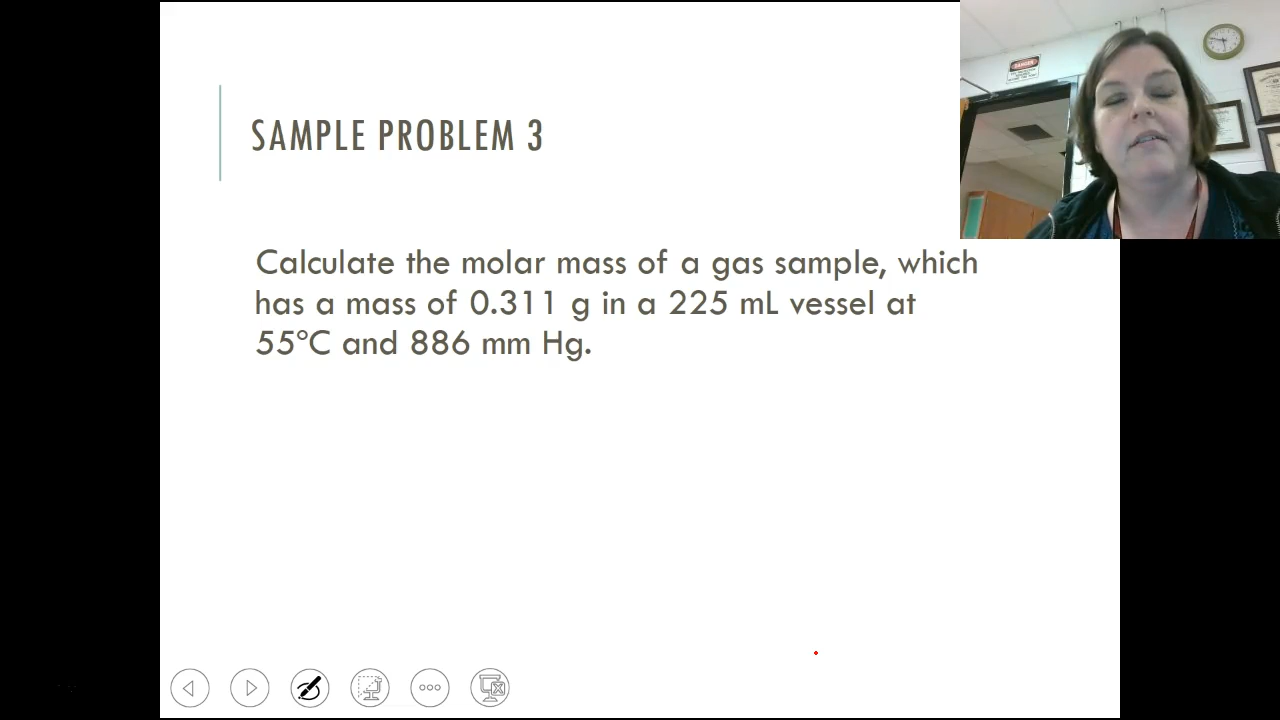 SAMPLE PROBLEM 3
DANGER
Calculate the molar mass of a gas sample, which
has a mass of 0.311 g in a 225 mL vessel at
55°C and 886 mm Hg.